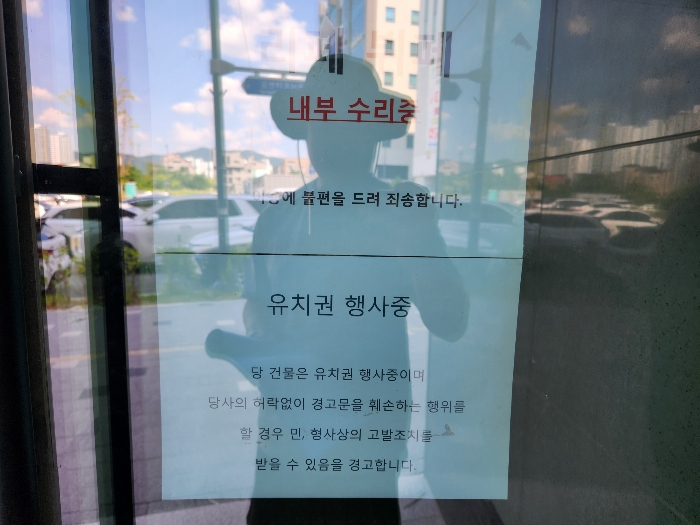 내부 수리중
불편을 드려 죄송합니다.
유치권 행사중
당 건물은 유치권 행사중이며
당사의 허락없이 경고문을 훼손하는 행위를
할 경우 민, 형사상의 고발조치를
받을 수 있음을 경고합니다.